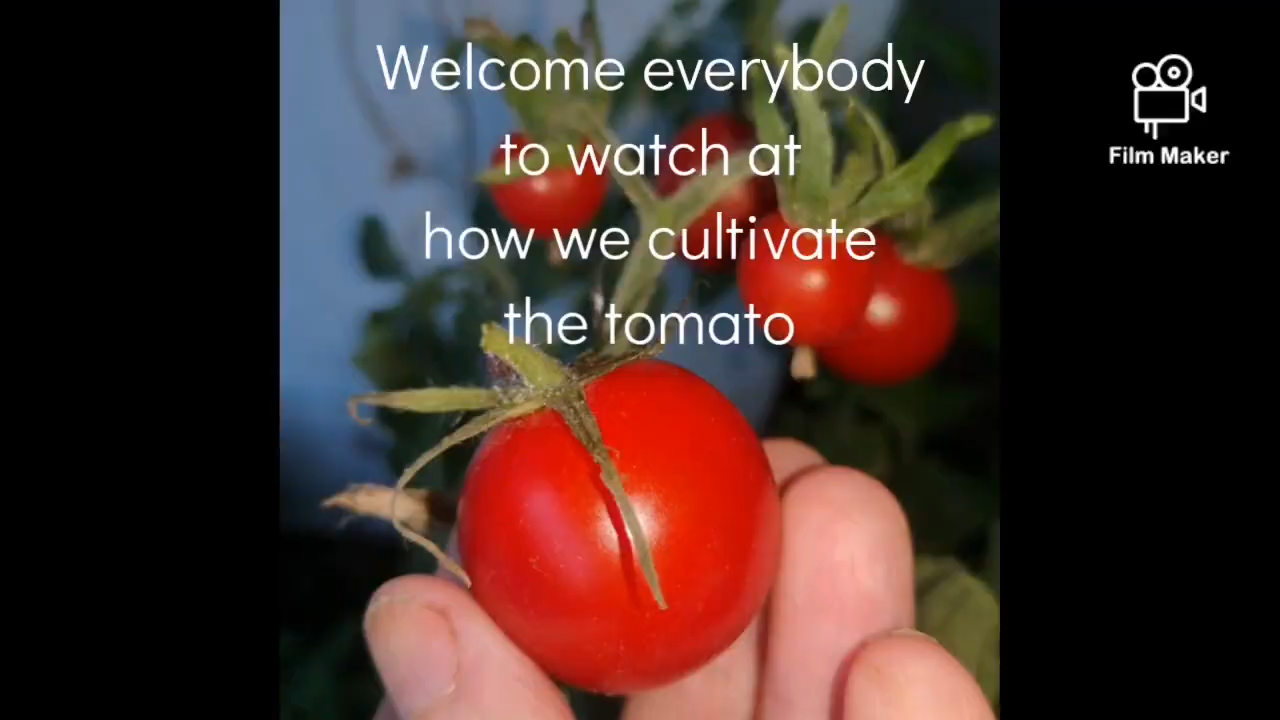 Welcome everybody
to watch at
how we cultivate
the tomato
Film Maker